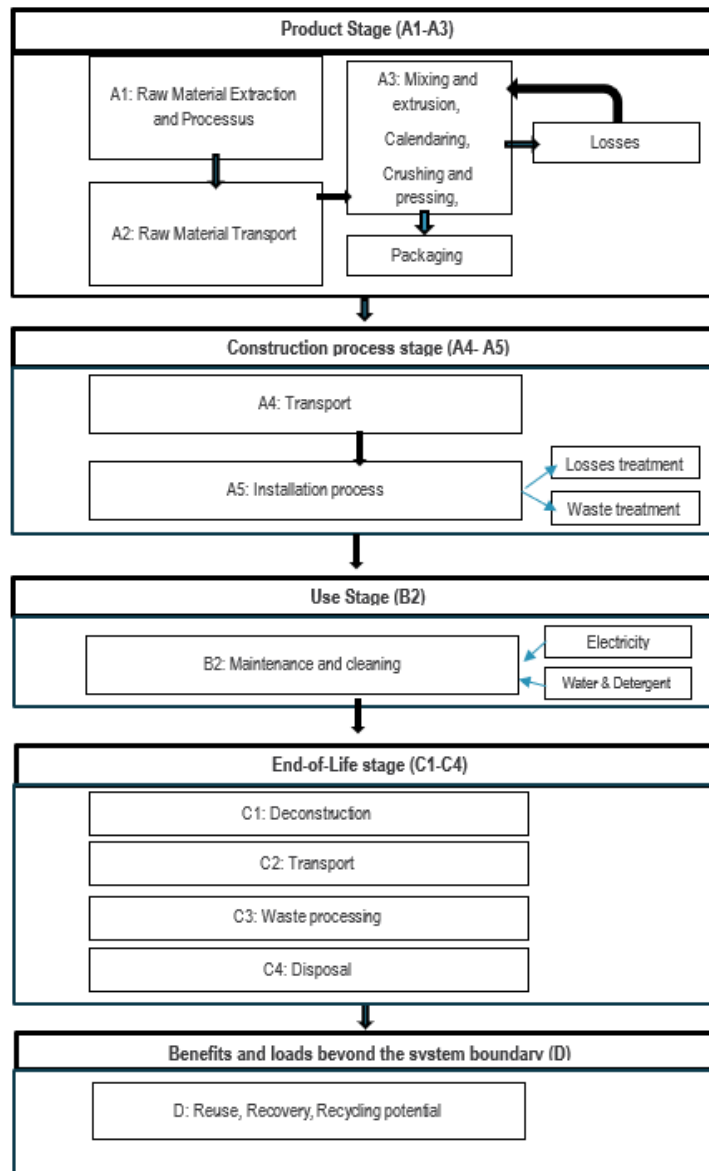 Product Stage (A1-A3)
A1: Raw Material Extraction
and Processus
A3: Mixing and
extrusion,
Calendaring,
Crushing and
pressing,
Losses
A2: Raw Material Transport
Packaging
Construction process stage (A4- A5)
A4: Transport
A5: Installation process
Losses treatment
Waste treatment
Use Stage (B2)
B2: Maintenance and cleaning
Electricity
Water & Detergent
End-of-Life stage (C1-C4)
C1: Deconstruction
C2: Transport
C3: Waste processing
C4: Disposal
Benefits and loads beyond the system boundary (D)
D: Reuse, Recovery, Recycling potential